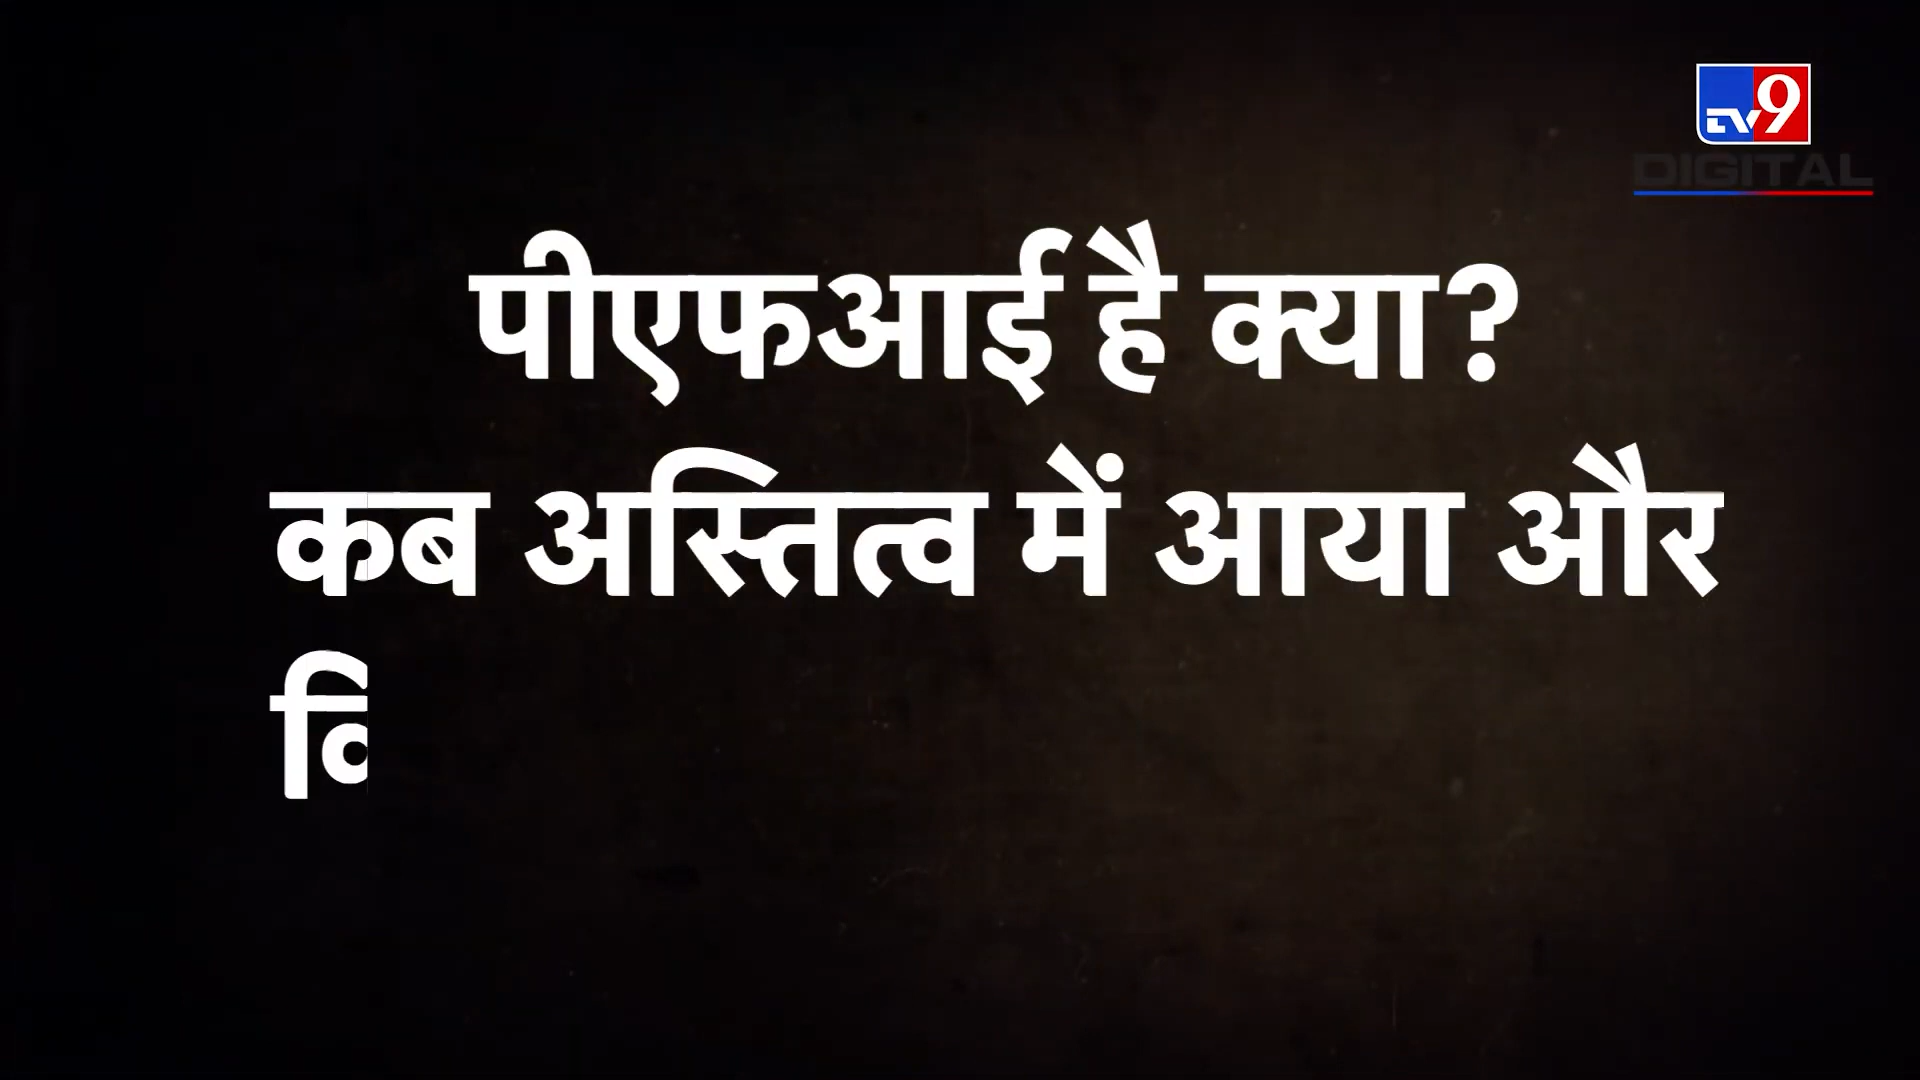 TV9
DIGITAL
पीएफआई है क्या?
कब अस्तित्व में आया और